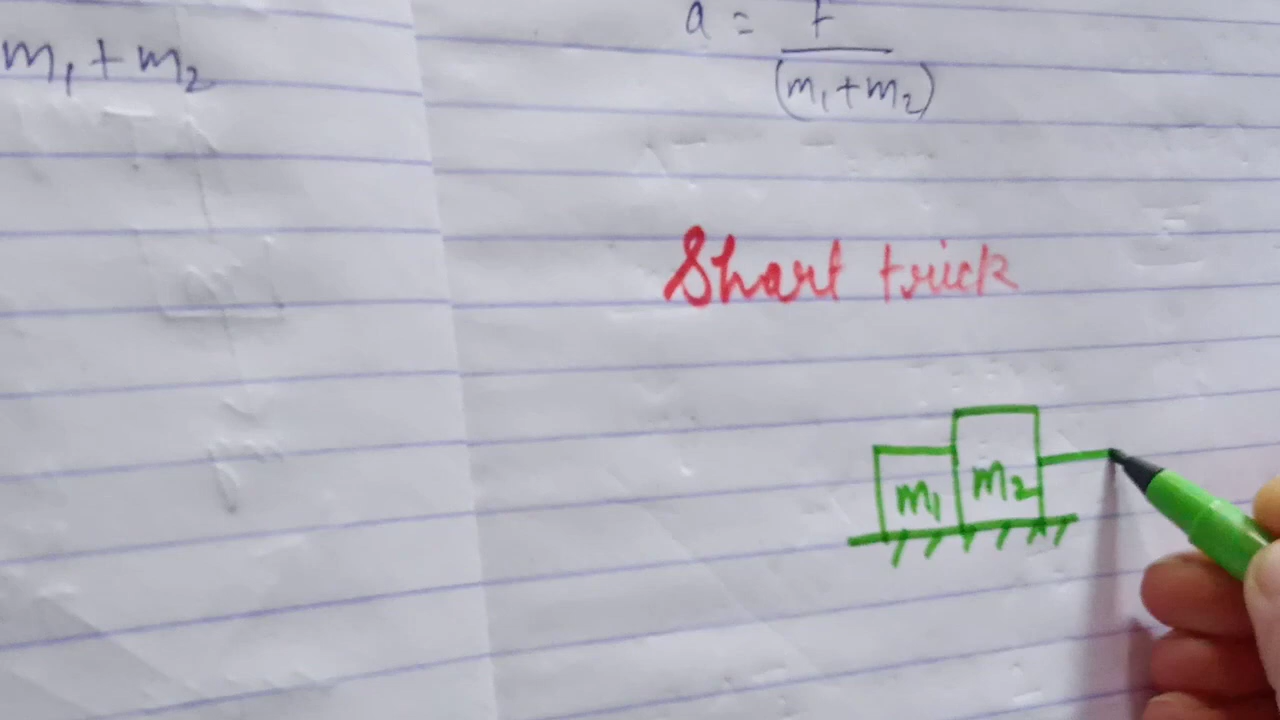 m₁ + m₂
a = F
(m₁+m₂)
Short trick
m₁ m₂